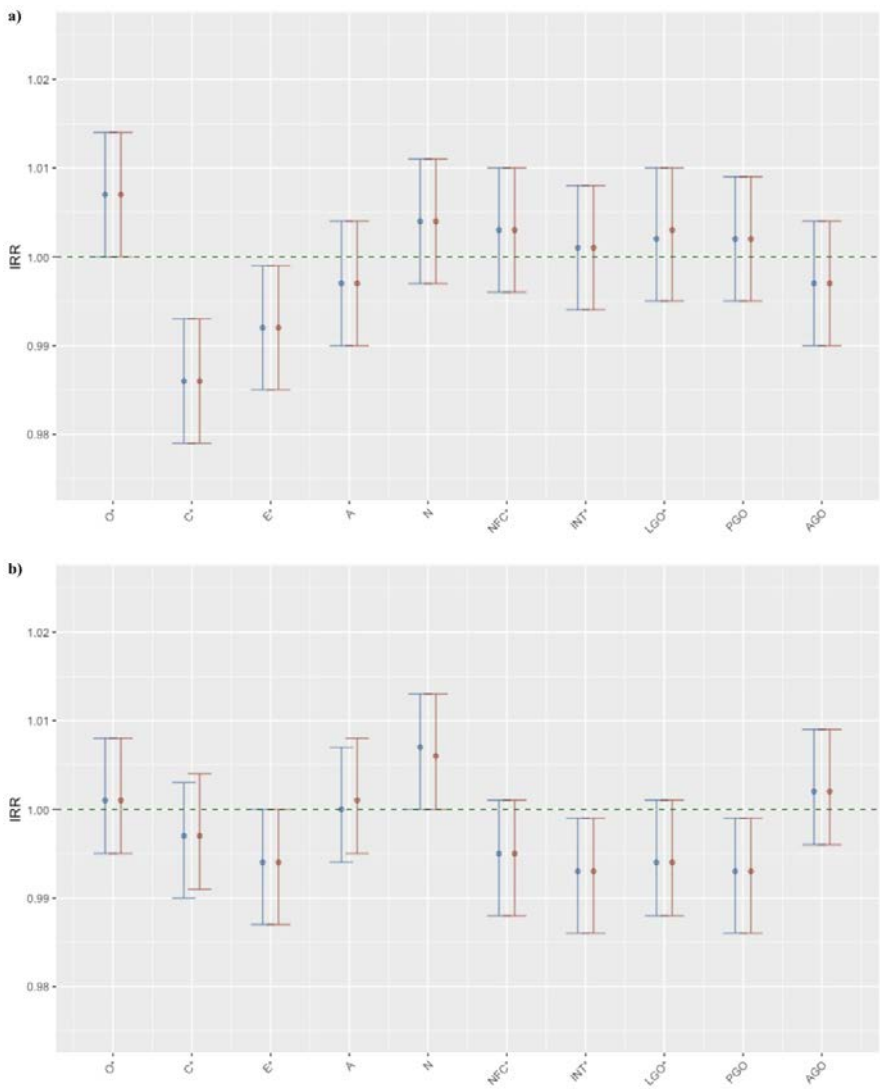 a)
1.02
1.01
1.00
0.99
0.98
IRR
O*
C*
E*
A
N
NFC*
INT*
LGO*
PGO
AGO
b)
1.02
1.01
1.00
0.99
0.98
IRR
O*
C*
E*
A
N
NFC*
INT*
LGO*
PGO
AGO